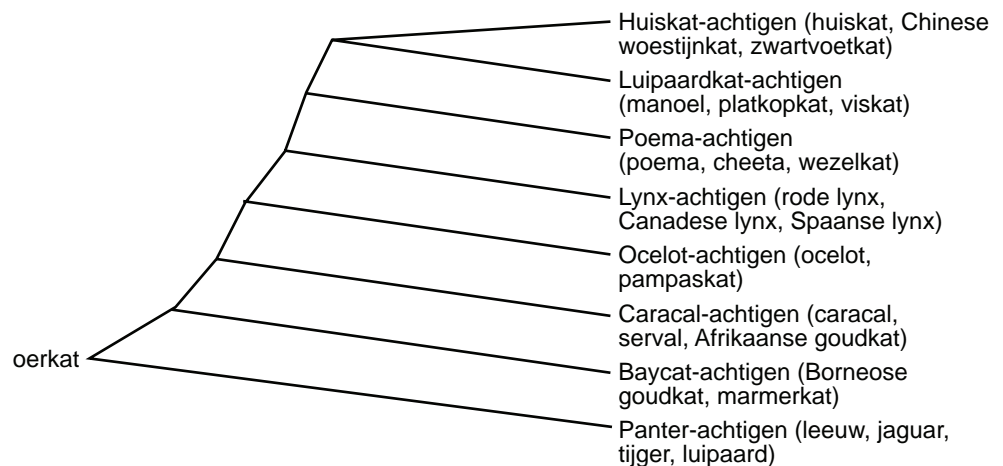 Huiskat-achtigen (huiskat, Chinese
woestijnkat, zwartvoetkat)
Luipaardkat-achtigen
(manoel, platkopkat, viskat)
Poema-achtigen
(poema, cheeta, wezelkat)
Lynx-achtigen (rode lynx,
Canadese lynx, Spaanse lynx)
Ocelot-achtigen (ocelot,
pampaskat)
Caracal-achtigen (caracal,
serval, Afrikaanse goudkat)
oerkat
Baycat-achtigen (Borneose
goudkat, marmerkat)
Panter-achtigen (leeuw, jaguar,
tijger, luipaard)